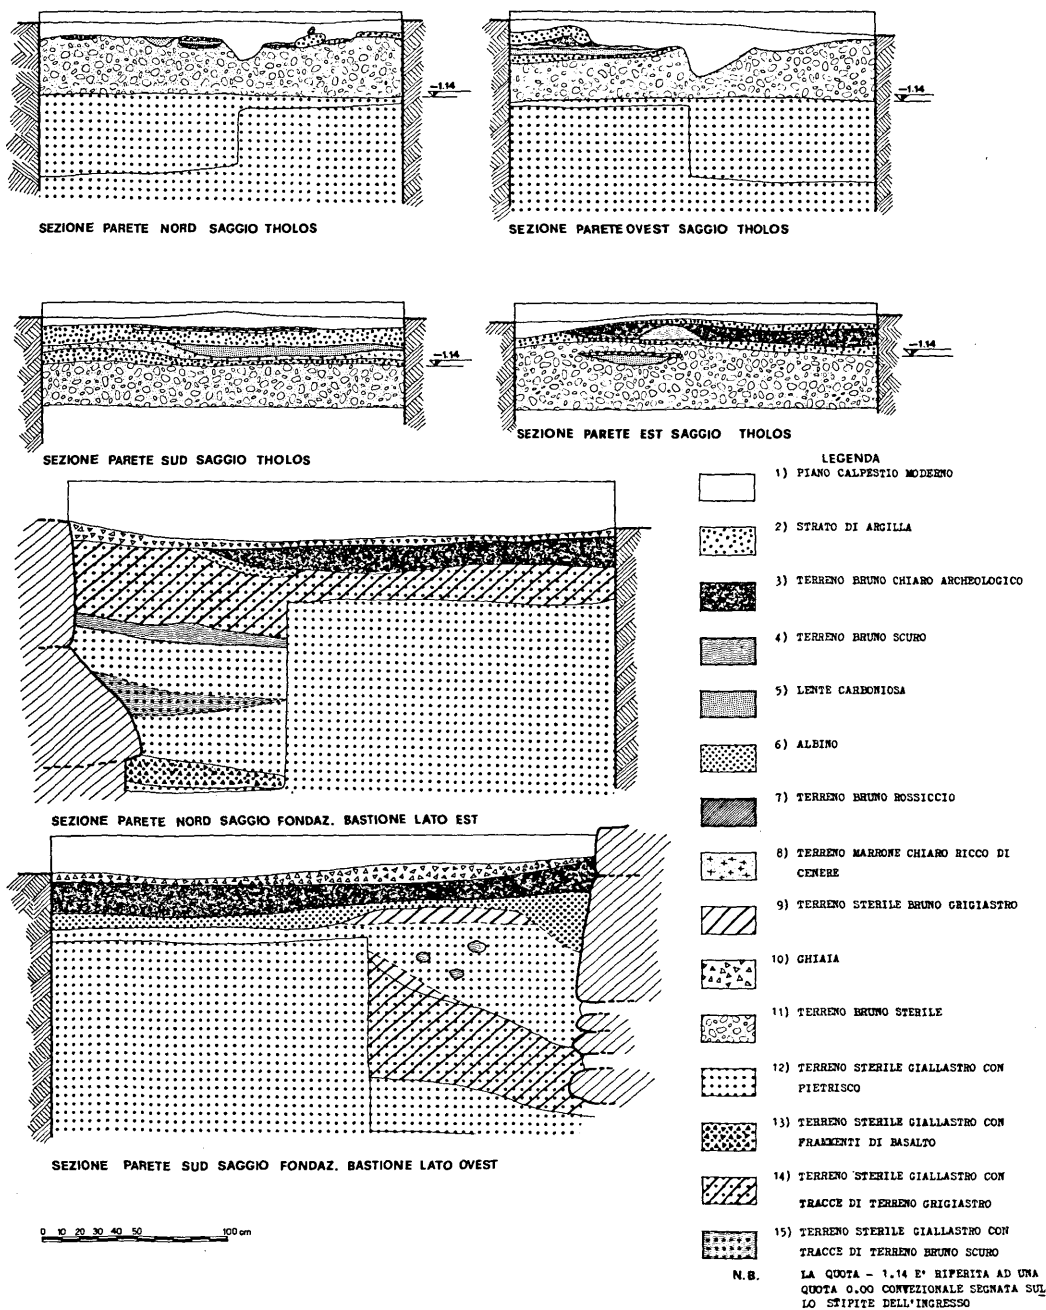 -1.14
-1.14
SEZIONE PARETE NORD SAGGIO THOLOS
SEZIONE PARETE OVEST SAGGIO THOLOS
-1.14
-1.14
SEZIONE PARETE SUD SAGGIO THOLOS
SEZIONE PARETE EST SAGGIO THOLOS
LEGENDA
1) PIANO CALPESTIO MODERNO
2) STRATO DI ARGILLA
3) TERRENO BRUNO CHIARO ARCHEOLOGICO
4) TERRENO BRUNO SCURO
5) LENTE CARBONIOSA
6) ALBINO
7) TERRENO BRUNO ROSSICCIO
8) TERRENO MARRONE CHIARO RICCO DI
CENERE
9) TERRENO STERILE BRUNO GRIGIASTRO
10) GHIAIA
11) TERRENO BRUNO STERILE
12) TERRENO STERILE GIALLASTRO CON
PIETRISCO
13) TERRENO STERILE GIALLASTRO CON
FRAMMENTI DI BASALTO
14) TERRENO STERILE GIALLASTRO CON
TRACCE DI TERRENO GRIGIASTRO
15) TERRENO STERILE GIALLASTRO CON
TRACCE DI TERRENO BRUNO SCURO
N.B. LA QUOTA - 1.14 E' RIFERITA AD UNA
QUOTA 0.00 CONVEZIONALE SEGNATA SUL
LO STIPITE DELL'INGRESSO
SEZIONE PARETE NORD SAGGIO FONDAZ. BASTIONE LATO EST
SEZIONE PARETE SUD SAGGIO FONDAZ. BASTIONE LATO OVEST
0 10 20 30 40 50 100 cm